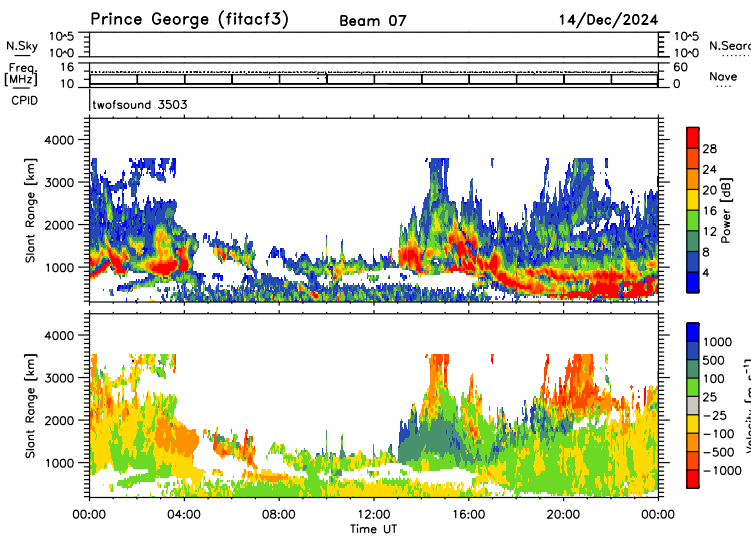 Prince George (fitacf3) Beam 07 14/Dec/2024
N.Sky 10^5 10^0 10^5 10^0 N.Sear
Freq. [MHz] 16 10 60 0 Nave
CPID twofsound 3503
Slant Range [km] 4000 3000 2000 1000
Power [dB] 28 24 20 16 12 8 4
Slant Range [km] 4000 3000 2000 1000
Velocity [m s⁻¹] 1000 500 100 25 -25 -100 -500 -1000
00:00 04:00 08:00 12:00 16:00 20:00 00:00
Time UT